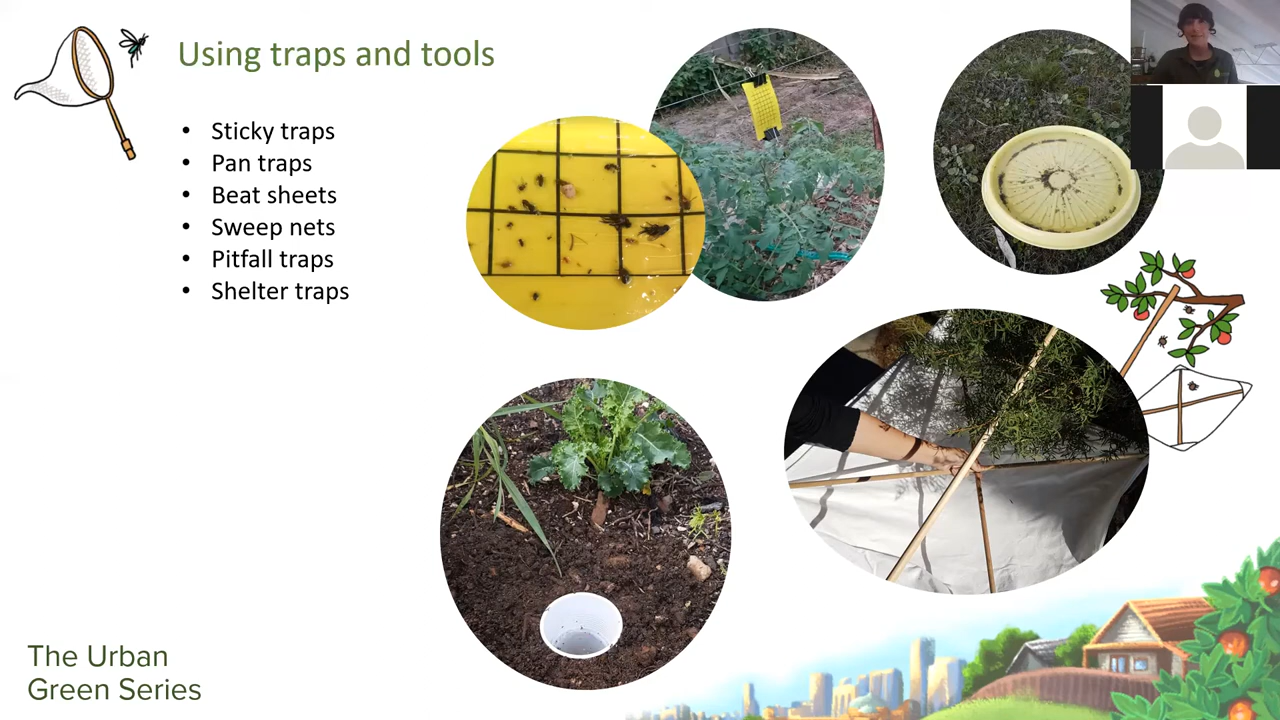 Using traps and tools
• Sticky traps
• Pan traps
• Beat sheets
• Sweep nets
• Pitfall traps
• Shelter traps
The Urban
Green Series